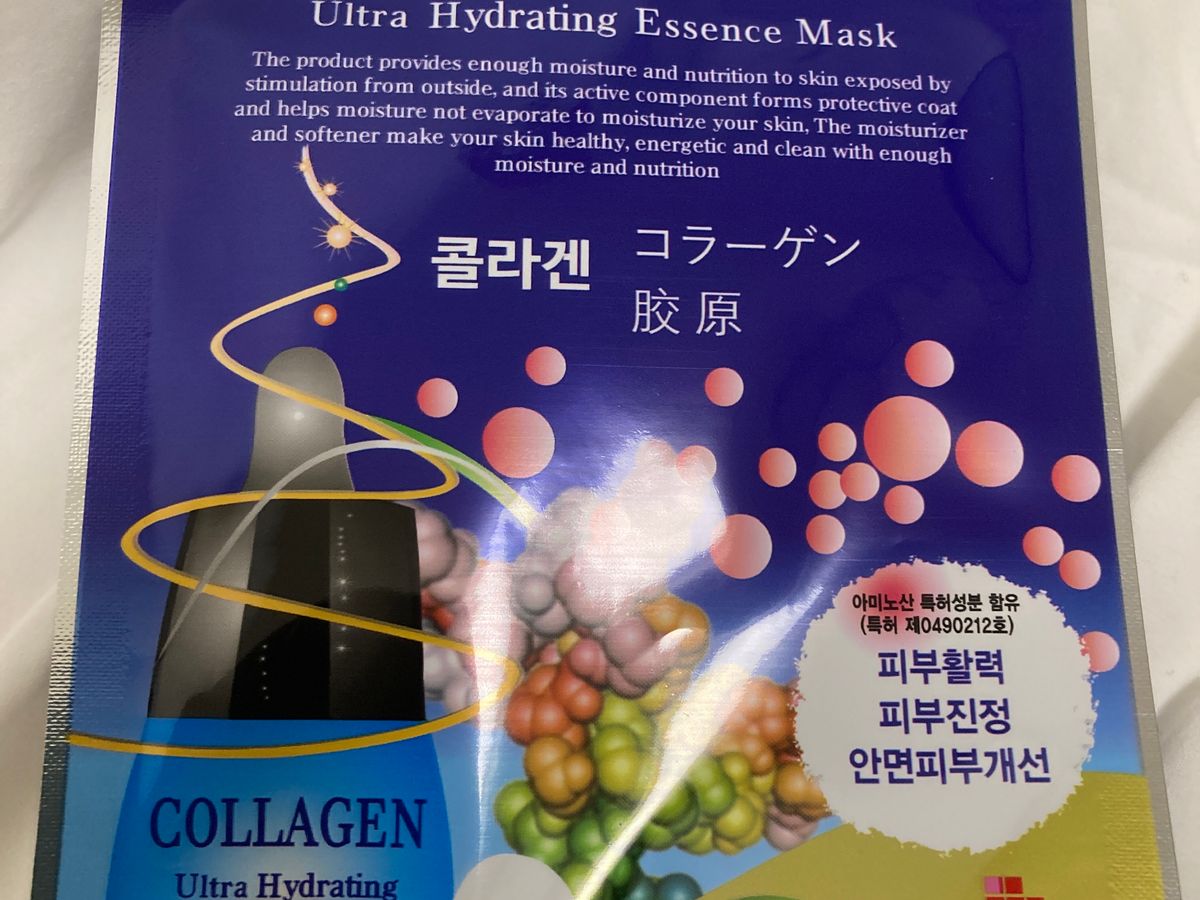 Ultra Hydrating Essence Mask
The product provides enough moisture and nutrition to skin exposed by
stimulation from outside, and its active component forms protective coat
and helps moisture not evaporate to moisturize your skin, The moisturizer
and softener make your skin healthy, energetic and clean with enough
moisture and nutrition
콜라겐
コラーゲン
胶原
아미노산 특허성분 함유
(특허 제0490212호)
피부활력
피부진정
안면피부개선
COLLAGEN
Ultra Hydrating